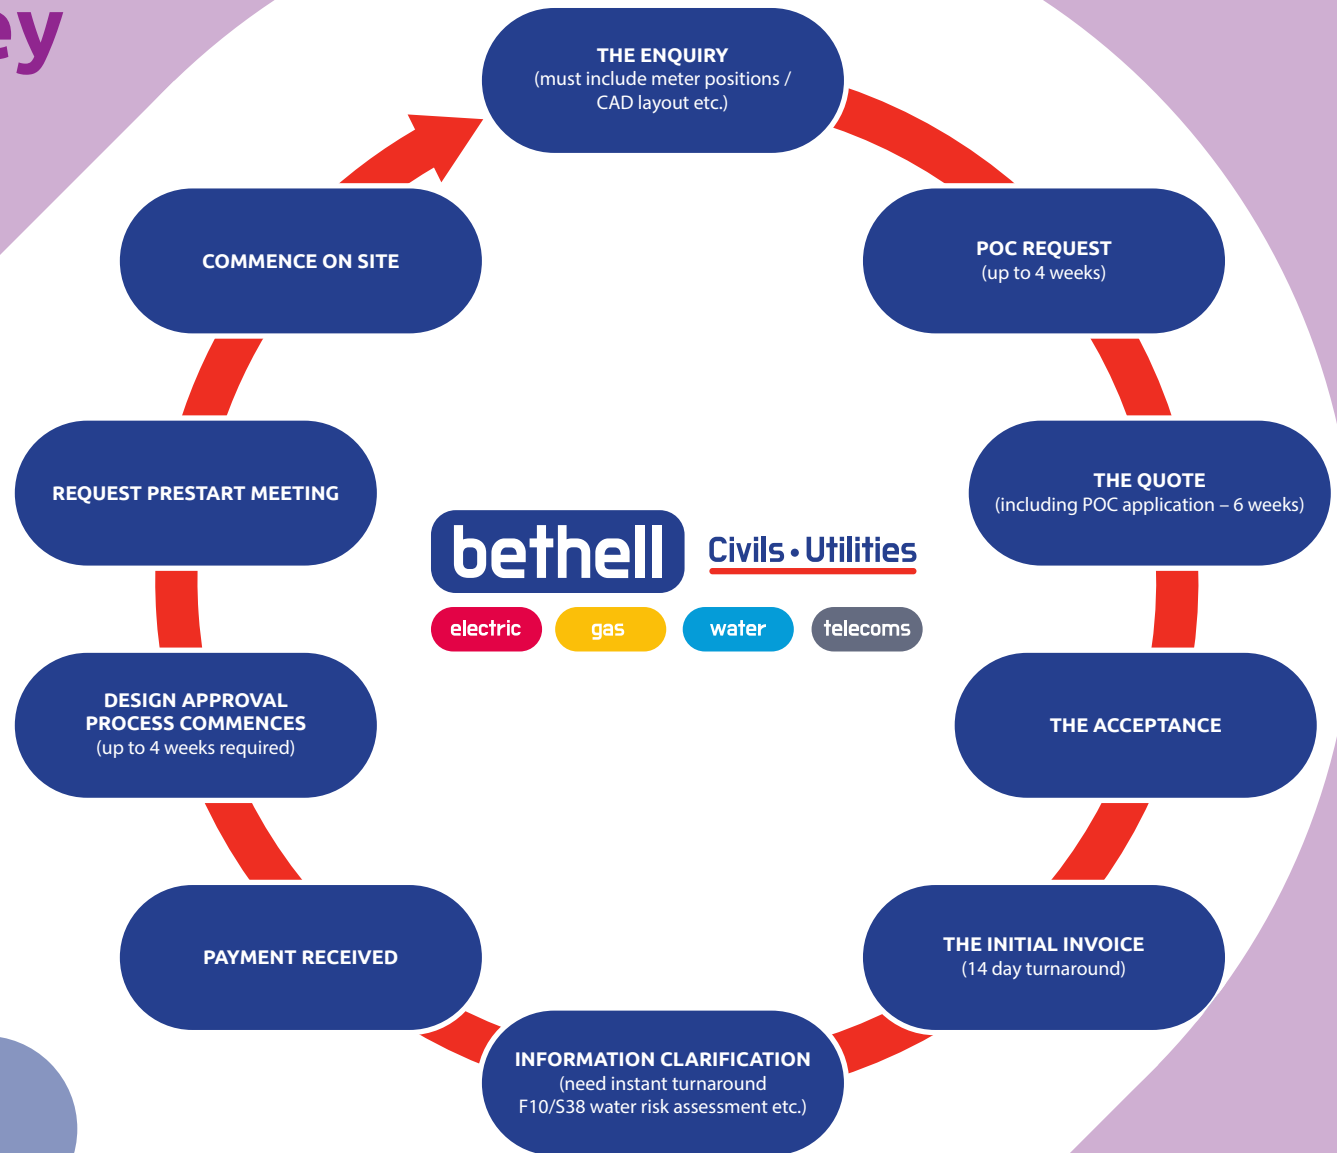 ey
THE ENQUIRY
(must include meter positions /
CAD layout etc.)
POC REQUEST
(up to 4 weeks)
THE QUOTE
(including POC application – 6 weeks)
THE ACCEPTANCE
THE INITIAL INVOICE
(14 day turnaround)
INFORMATION CLARIFICATION
(need instant turnaround
F10/S38 water risk assessment etc.)
PAYMENT RECEIVED
DESIGN APPROVAL
PROCESS COMMENCES
(up to 4 weeks required)
REQUEST PRESTART MEETING
COMMENCE ON SITE
bethell Civils • Utilities
electric gas water telecoms